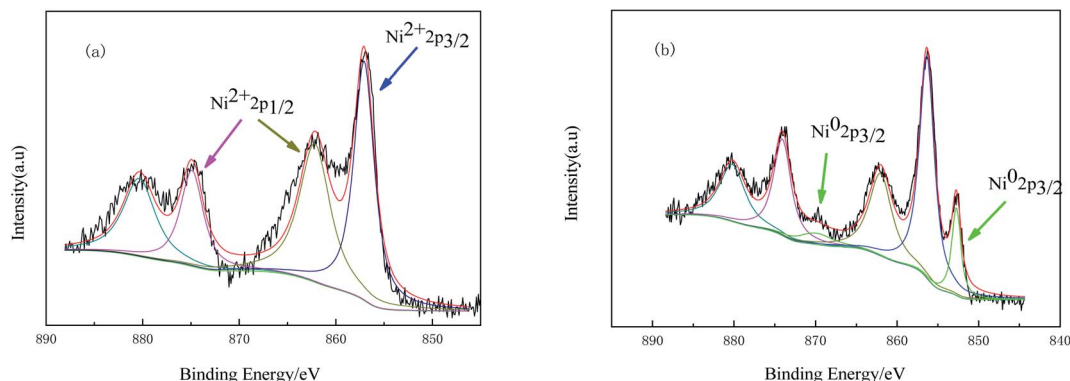 (a)
Ni2+2p3/2
Ni2+2p1/2
Intensity(a.u)
890
880
870
860
850
Binding Energy/eV
(b)
Ni02p3/2
Ni02p3/2
Intensity(a.u)
890
880
870
860
850
840
Binding Energy/eV